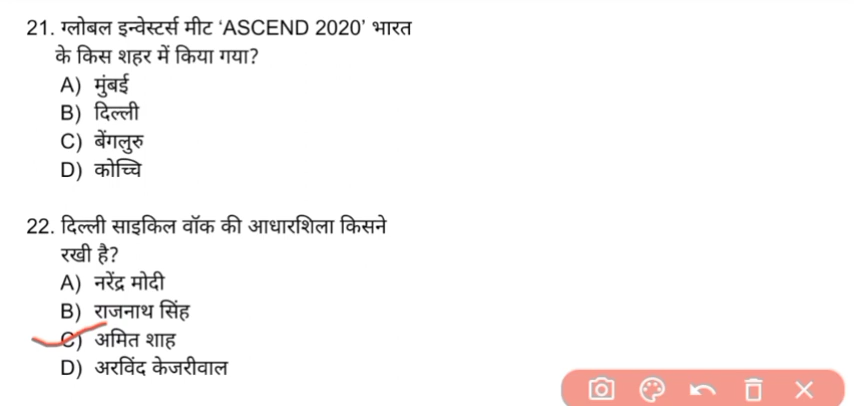 21. ग्लोबल इन्वेस्टर्स मीट ‘ASCEND 2020’ भारत
के किस शहर में किया गया?
A) मुंबई
B) दिल्ली
C) बेंगलुरु
D) कोच्चि
22. दिल्ली साइकिल वॉक की आधारशिला किसने
रखी है?
A) नरेंद्र मोदी
B) राजनाथ सिंह
C) अमित शाह
D) अरविंद केजरीवाल